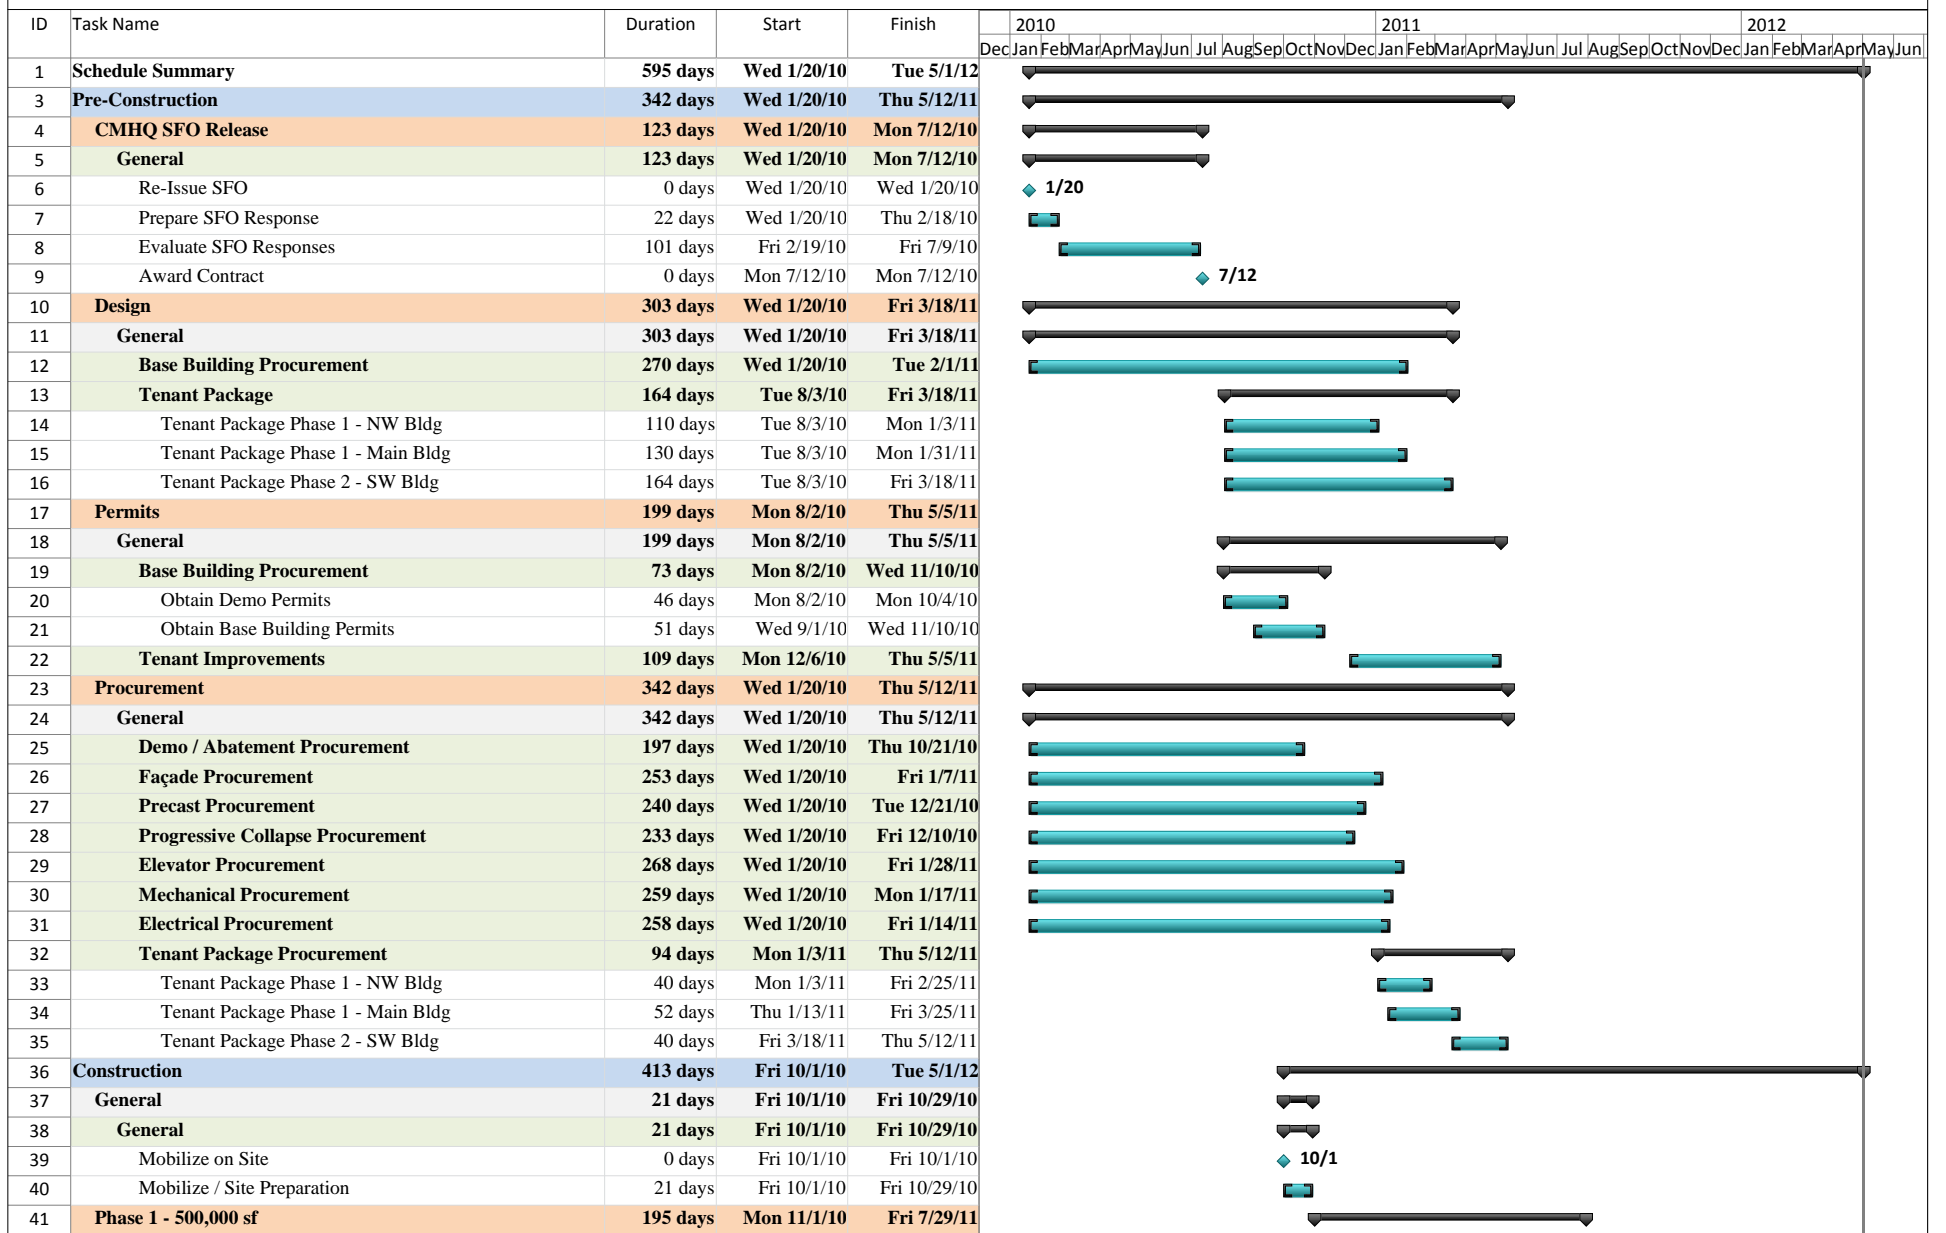 ID Task Name Duration Start Finish 2010 2011 2012
Dec Jan Feb Mar Apr May Jun Jul Aug Sep Oct Nov Dec Jan Feb Mar Apr May Jun Jul Aug Sep Oct Nov Dec Jan Feb Mar Apr May Jun
1 Schedule Summary 595 days Wed 1/20/10 Tue 5/1/12
3 Pre-Construction 342 days Wed 1/20/10 Thu 5/12/11
4 CMHQ SFO Release 123 days Wed 1/20/10 Mon 7/12/10
5 General 123 days Wed 1/20/10 Mon 7/12/10
6 Re-Issue SFO 0 days Wed 1/20/10 Wed 1/20/10 1/20
7 Prepare SFO Response 22 days Wed 1/20/10 Thu 2/18/10
8 Evaluate SFO Responses 101 days Fri 2/19/10 Fri 7/9/10
9 Award Contract 0 days Mon 7/12/10 Mon 7/12/10 7/12
10 Design 303 days Wed 1/20/10 Fri 3/18/11
11 General 303 days Wed 1/20/10 Fri 3/18/11
12 Base Building Procurement 270 days Wed 1/20/10 Tue 2/1/11
13 Tenant Package 164 days Tue 8/3/10 Fri 3/18/11
14 Tenant Package Phase 1 - NW Bldg 110 days Tue 8/3/10 Mon 1/3/11
15 Tenant Package Phase 1 - Main Bldg 130 days Tue 8/3/10 Mon 1/31/11
16 Tenant Package Phase 2 - SW Bldg 164 days Tue 8/3/10 Fri 3/18/11
17 Permits 199 days Mon 8/2/10 Thu 5/5/11
18 General 199 days Mon 8/2/10 Thu 5/5/11
19 Base Building Procurement 73 days Mon 8/2/10 Wed 11/10/10
20 Obtain Demo Permits 46 days Mon 8/2/10 Mon 10/4/10
21 Obtain Base Building Permits 51 days Wed 9/1/10 Wed 11/10/10
22 Tenant Improvements 109 days Mon 12/6/10 Thu 5/5/11
23 Procurement 342 days Wed 1/20/10 Thu 5/12/11
24 General 342 days Wed 1/20/10 Thu 5/12/11
25 Demo / Abatement Procurement 197 days Wed 1/20/10 Thu 10/21/10
26 Façade Procurement 253 days Wed 1/20/10 Fri 1/7/11
27 Precast Procurement 240 days Wed 1/20/10 Tue 12/21/10
28 Progressive Collapse Procurement 233 days Wed 1/20/10 Fri 12/10/10
29 Elevator Procurement 268 days Wed 1/20/10 Fri 1/28/11
30 Mechanical Procurement 259 days Wed 1/20/10 Mon 1/17/11
31 Electrical Procurement 258 days Wed 1/20/10 Fri 1/14/11
32 Tenant Package Procurement 94 days Mon 1/3/11 Thu 5/12/11
33 Tenant Package Phase 1 - NW Bldg 40 days Mon 1/3/11 Fri 2/25/11
34 Tenant Package Phase 1 - Main Bldg 52 days Thu 1/13/11 Fri 3/25/11
35 Tenant Package Phase 2 - SW Bldg 40 days Fri 3/18/11 Thu 5/12/11
36 Construction 413 days Fri 10/1/10 Tue 5/1/12
37 General 21 days Fri 10/1/10 Fri 10/29/10
38 General 21 days Fri 10/1/10 Fri 10/29/10
39 Mobilize on Site 0 days Fri 10/1/10 Fri 10/1/10 10/1
40 Mobilize / Site Preparation 21 days Fri 10/1/10 Fri 10/29/10
41 Phase 1 - 500,000 sf 195 days Mon 11/1/10 Fri 7/29/11